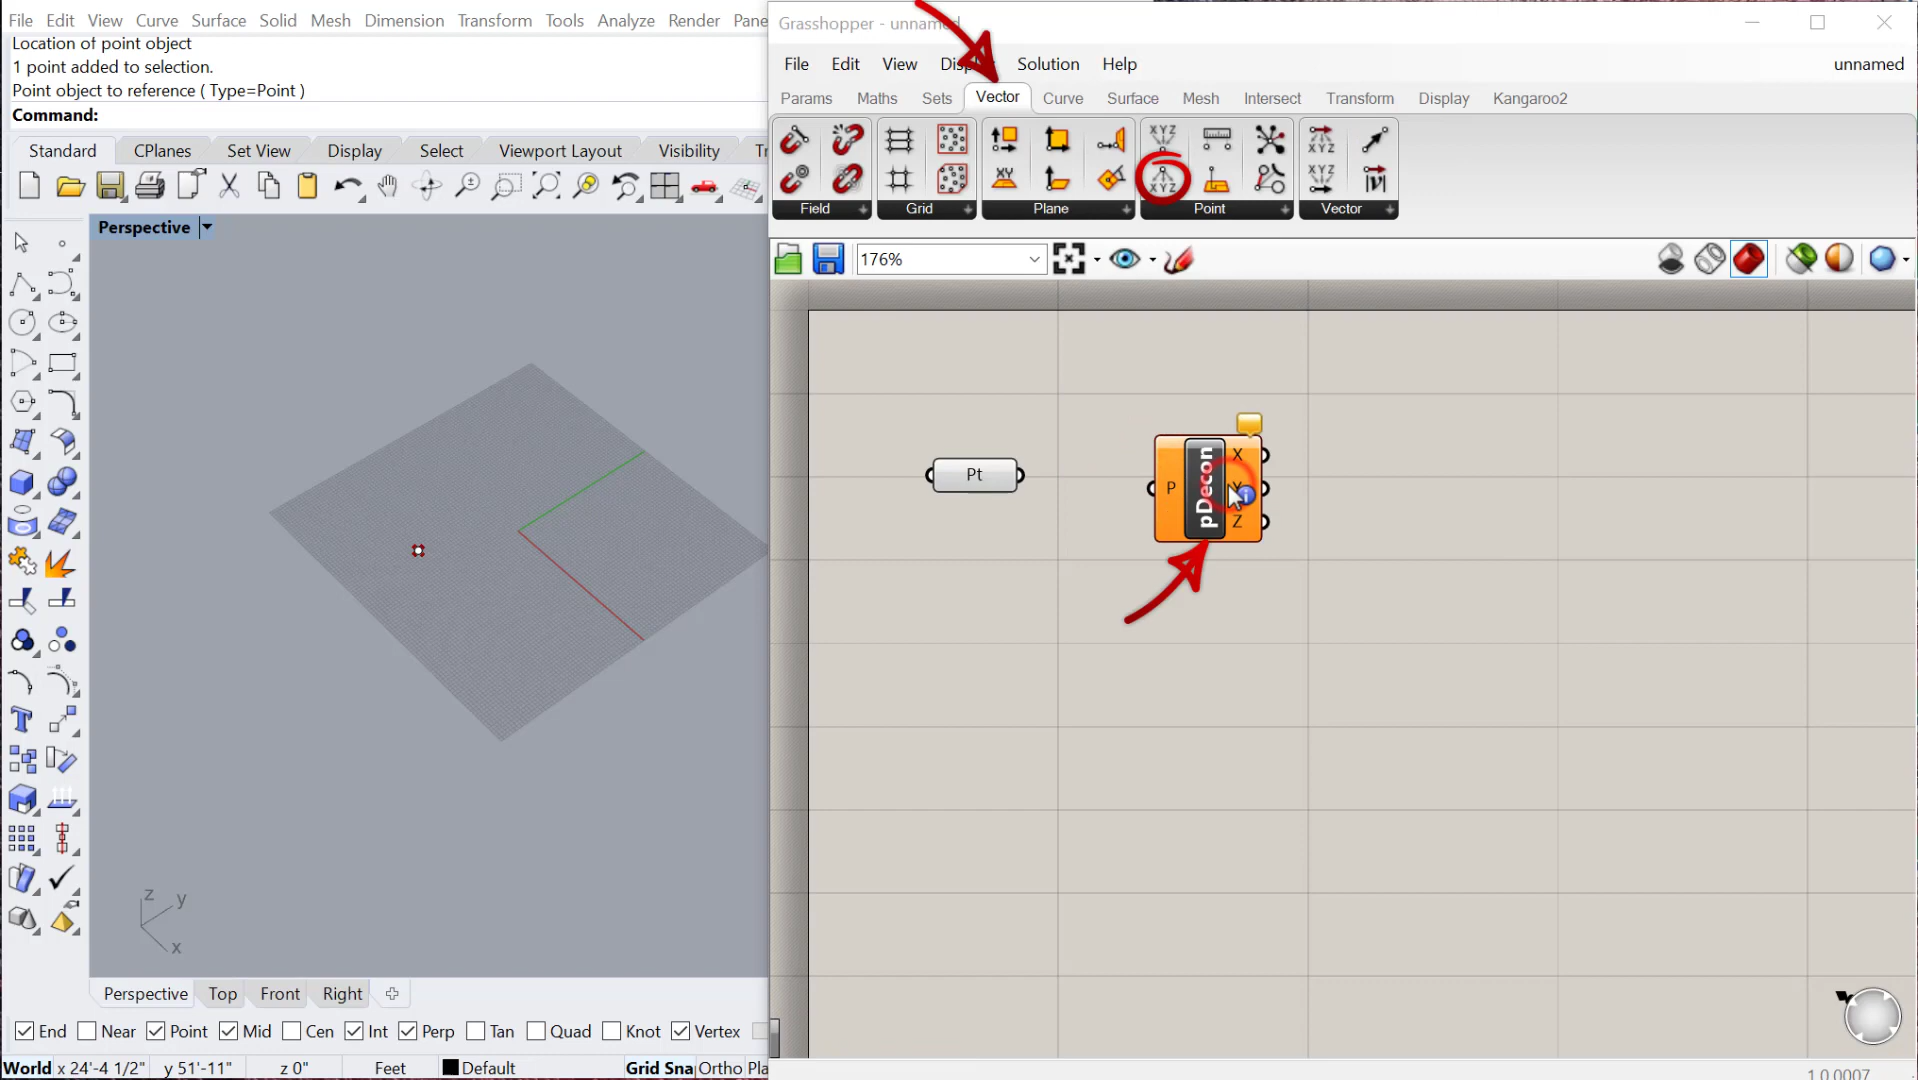 File Edit View Curve Surface Solid Mesh Dimension Transform Tools Analyze Render Pane
Location of point object
1 point added to selection.
Point object to reference ( Type=Point )
Command:
Standard CPlanes Set View Display Select Viewport Layout Visibility
Perspective
z
y
x
Perspective Top Front Right
End Near Point Mid Cen Int Perp Tan Quad Knot Vertex
World x 24'-4 1/2" y 51'-11" z 0" Feet Default Grid Sna Ortho Pla
Grasshopper - unnamed
File Edit View Display Solution Help unnamed
Params Maths Sets Vector Curve Surface Mesh Intersect Transform Display Kangaroo2
XYZ XYZ
XY XYZ XYZ
Field Grid Plane Point Vector
176%
Pt
P pDecon X
Y
Z
1.0.0007